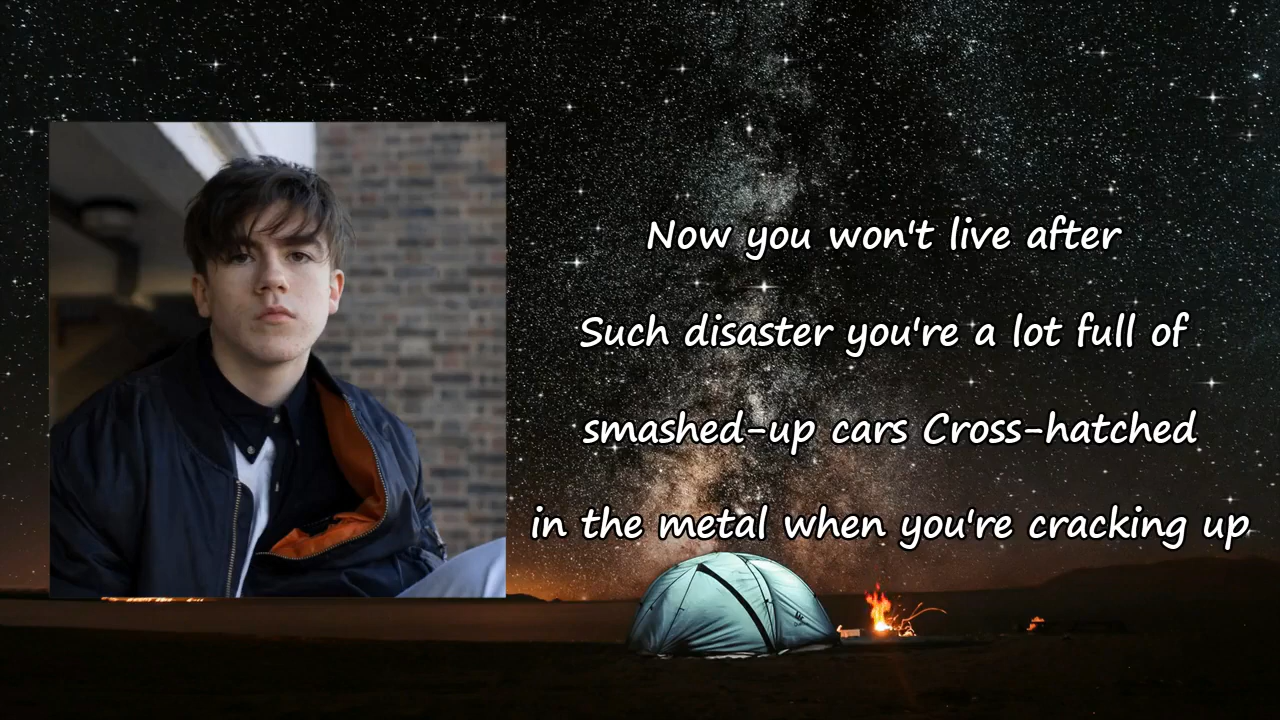 Now you won't live after
Such disaster you're a lot full of
smashed-up cars Cross-hatched
in the metal when you're cracking up